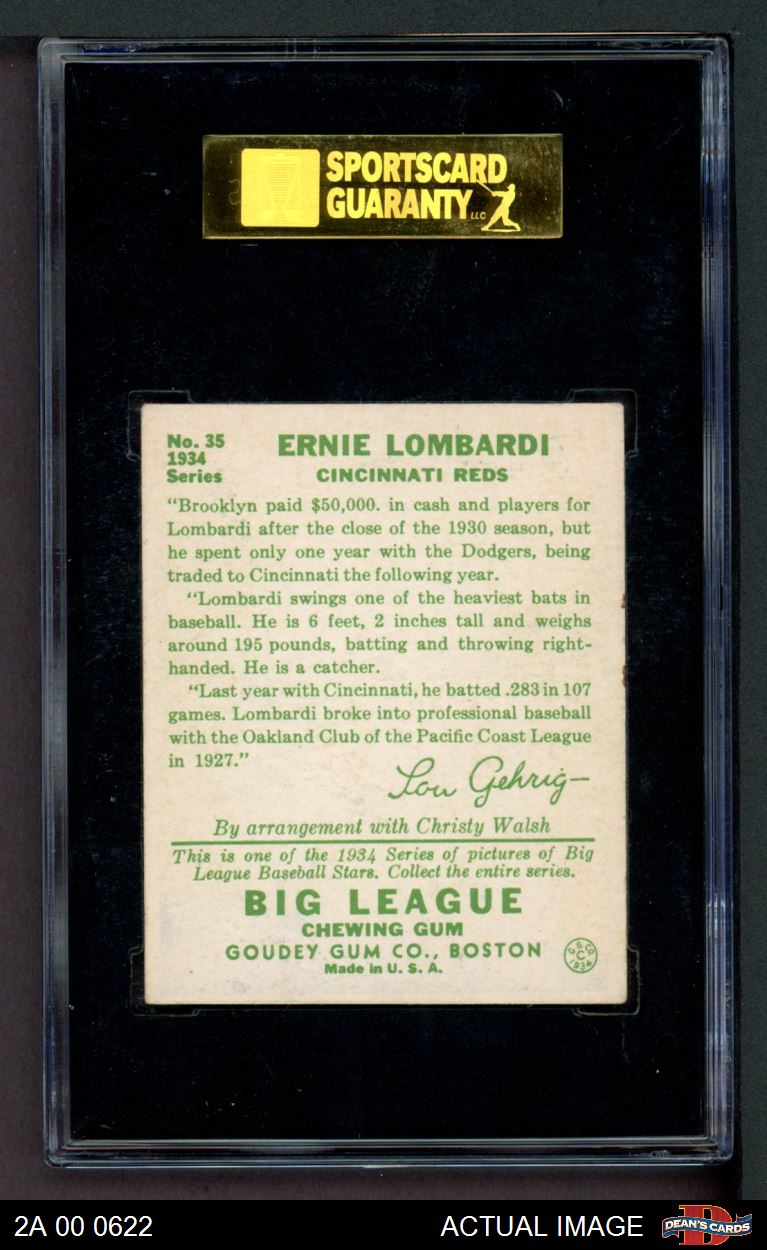 SPORTSCARD
GUARANTY LLC
No. 35
1934
Series
ERNIE LOMBARDI
CINCINNATI REDS
“Brooklyn paid $50,000. in cash and players for
Lombardi after the close of the 1930 season, but
he spent only one year with the Dodgers, being
traded to Cincinnati the following year.
“Lombardi swings one of the heaviest bats in
baseball. He is 6 feet, 2 inches tall and weighs
around 195 pounds, batting and throwing right-
handed. He is a catcher.
“Last year with Cincinnati, he batted .283 in 107
games. Lombardi broke into professional baseball
with the Oakland Club of the Pacific Coast League
in 1927.”
Lou Gehrig
By arrangement with Christy Walsh
This is one of the 1934 Series of pictures of Big
League Baseball Stars. Collect the entire series.
BIG LEAGUE
CHEWING GUM
GOUDEY GUM CO., BOSTON
Made in U. S. A.
G. G. CO.
C
1934
2A 00 0622
ACTUAL IMAGE
D
DEAN'S CARDS